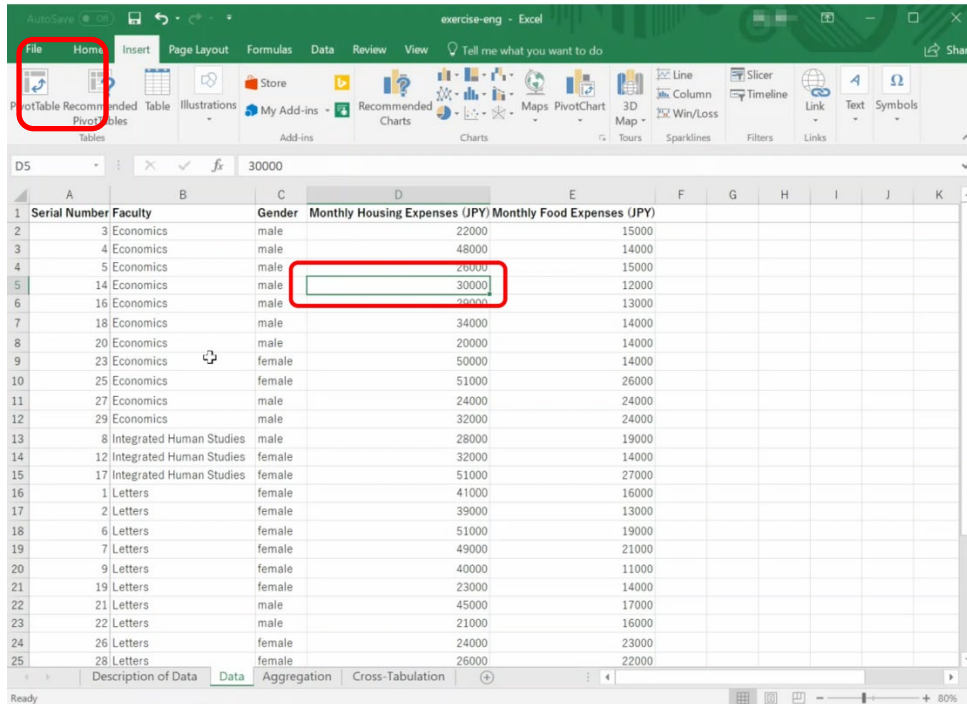 AutoSave Off exercise-eng - Excel
File Home Insert Page Layout Formulas Data Review View Tell me what you want to do Shar
PivotTable Recommended PivotTables Table Illustrations Store My Add-ins Recommended Charts Maps PivotChart 3D Map Line Column Win/Loss Slicer Timeline Link Text Symbols
Tables Add-ins Charts Tours Sparklines Filters Links
D5 fx 30000
A B C D E F G H I J K
1 Serial Number Faculty Gender Monthly Housing Expenses (JPY) Monthly Food Expenses (JPY)
2 3 Economics male 22000 15000
3 4 Economics male 48000 14000
4 5 Economics male 26000 15000
5 14 Economics male 30000 12000
6 16 Economics male 29000 13000
7 18 Economics male 34000 14000
8 20 Economics male 20000 14000
9 23 Economics female 50000 14000
10 25 Economics female 51000 26000
11 27 Economics male 24000 24000
12 29 Economics male 32000 24000
13 8 Integrated Human Studies male 28000 19000
14 12 Integrated Human Studies female 32000 14000
15 17 Integrated Human Studies female 51000 27000
16 1 Letters female 41000 16000
17 2 Letters female 39000 13000
18 6 Letters female 51000 19000
19 7 Letters female 49000 21000
20 9 Letters female 40000 11000
21 19 Letters female 23000 14000
22 21 Letters male 45000 17000
23 22 Letters male 21000 16000
24 26 Letters female 24000 23000
25 28 Letters female 26000 22000
Description of Data Data Aggregation Cross-Tabulation
Ready 80%